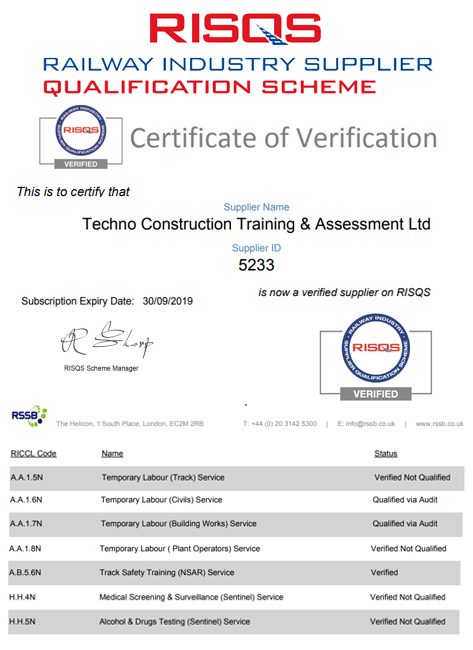 RISQS
RAILWAY INDUSTRY SUPPLIER
QUALIFICATION SCHEME
RAILWAY INDUSTRY
RISQS
SUPPLIER QUALIFICATION SCHEME
VERIFIED
Certificate of Verification
This is to certify that
Supplier Name
Techno Construction Training & Assessment Ltd
Supplier ID
5233
is now a verified supplier on RISQS
Subscription Expiry Date: 30/09/2019
RISQS Scheme Manager
RAILWAY INDUSTRY
RISQS
SUPPLIER QUALIFICATION SCHEME
VERIFIED
RSSB
The Helicon, 1 South Place, London, EC2M 2RB T: +44 (0) 20 3142 5300 | E: info@rssb.co.uk | www.rssb.co.uk
RICCL Code Name Status
A.A.1.5N Temporary Labour (Track) Service Verified Not Qualified
A.A.1.6N Temporary Labour (Civils) Service Qualified via Audit
A.A.1.7N Temporary Labour (Building Works) Service Qualified via Audit
A.A.1.8N Temporary Labour ( Plant Operators) Service Verified Not Qualified
A.B.5.6N Track Safety Training (NSAR) Service Verified
H.H.4N Medical Screening & Surveillance (Sentinel) Service Verified Not Qualified
H.H.5N Alcohol & Drugs Testing (Sentinel) Service Verified Not Qualified